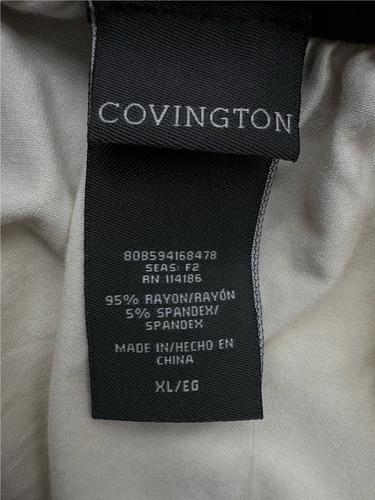 COVINGTON
808594168478
SEAS: F2
RN 114186
95% RAYON/RAYÓN
5% SPANDEX/
SPANDEX
MADE IN/HECHO EN
CHINA
XL/EG